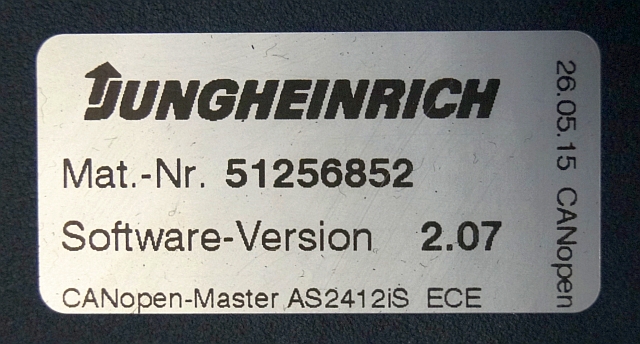 JUNGHEINRICH
Mat.-Nr. 51256852
Software-Version 2.07
CANopen-Master AS2412iS ECE
26.05.15 CANopen